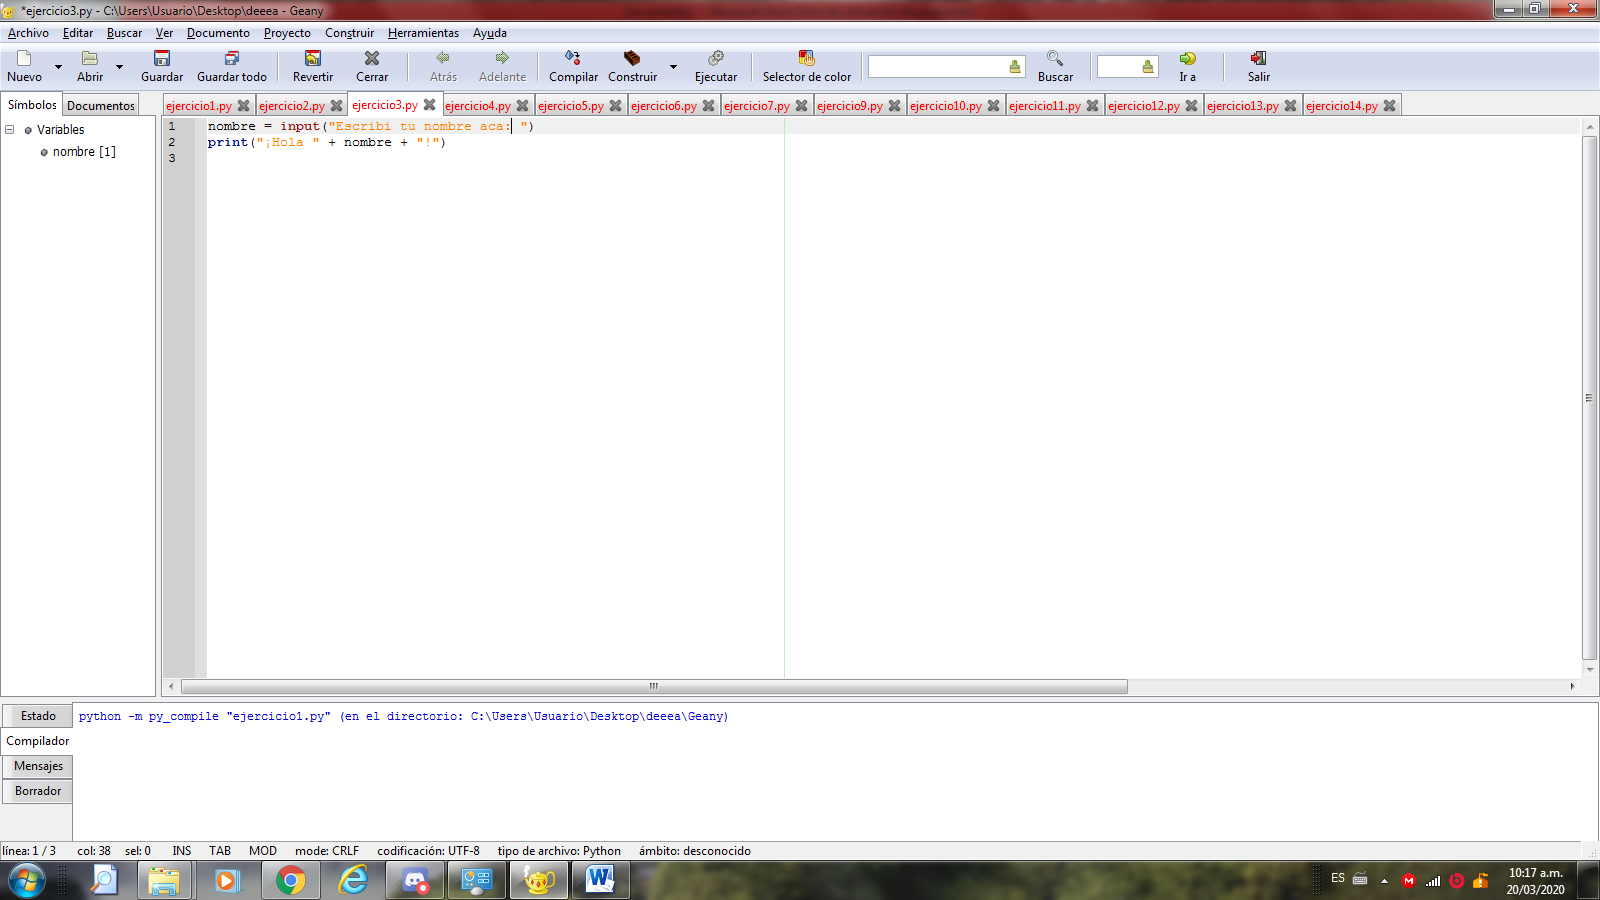 *ejercicio3.py - C:\Users\Usuario\Desktop\deeea - Geany
Archivo Editar Buscar Ver Documento Proyecto Construir Herramientas Ayuda
Nuevo Abrir Guardar Guardar todo Revertir Cerrar Atrás Adelante Compilar Construir Ejecutar Selector de color Buscar Ir a Salir
Símbolos Documentos ejercicio1.py ejercicio2.py ejercicio3.py ejercicio4.py ejercicio5.py ejercicio6.py ejercicio7.py ejercicio9.py ejercicio10.py ejercicio11.py ejercicio12.py ejercicio13.py ejercicio14.py
Variables
nombre [1]
1 nombre = input("Escribi tu nombre aca: ")
2 print("¡Hola " + nombre + "!")
3
Estado
Compilador
Mensajes
Borrador
python -m py_compile "ejercicio1.py" (en el directorio: C:\Users\Usuario\Desktop\deeea\Geany)
línea: 1 / 3 col: 38 sel: 0 INS TAB MOD mode: CRLF codificación: UTF-8 tipo de archivo: Python ámbito: desconocido
ES 10:17 a.m.
20/03/2020